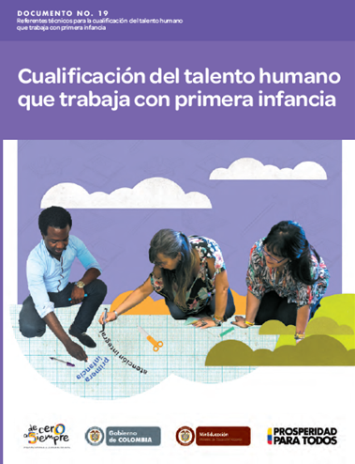 DOCUMENTO NO. 19
Referentes técnicos para la cualificación del talento humano
que trabaja con primera infancia
Cualificación del talento humano
que trabaja con primera infancia
atención integral
primera
infancia
de cero
a Siempre
Gobierno
de COLOMBIA
MinEducación
PROSPERIDAD
PARA TODOS